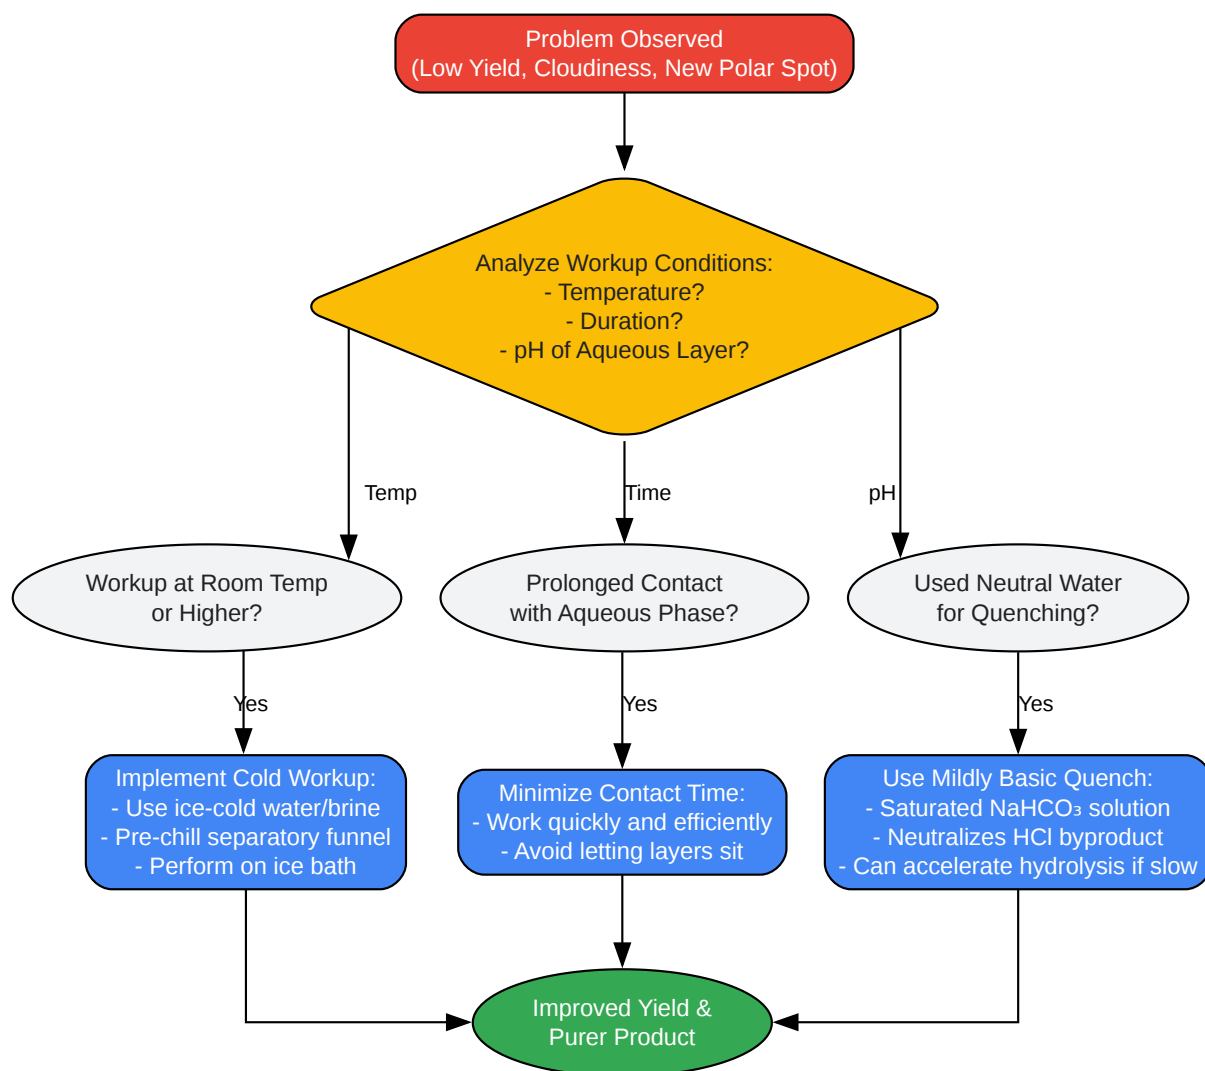 Problem Observed
(Low Yield, Cloudiness, New Polar Spot)
Analyze Workup Conditions:
- Temperature?
- Duration?
- pH of Aqueous Layer?
Temp
Time
pH
Workup at Room Temp
or Higher?
Prolonged Contact
with Aqueous Phase?
Used Neutral Water
for Quenching?
Yes
Yes
Yes
Implement Cold Workup:
- Use ice-cold water/brine
- Pre-chill separatory funnel
- Perform on ice bath
Minimize Contact Time:
- Work quickly and efficiently
- Avoid letting layers sit
Use Mildly Basic Quench:
- Saturated NaHCO₃ solution
- Neutralizes HCl byproduct
- Can accelerate hydrolysis if slow
Improved Yield &
Purer Product